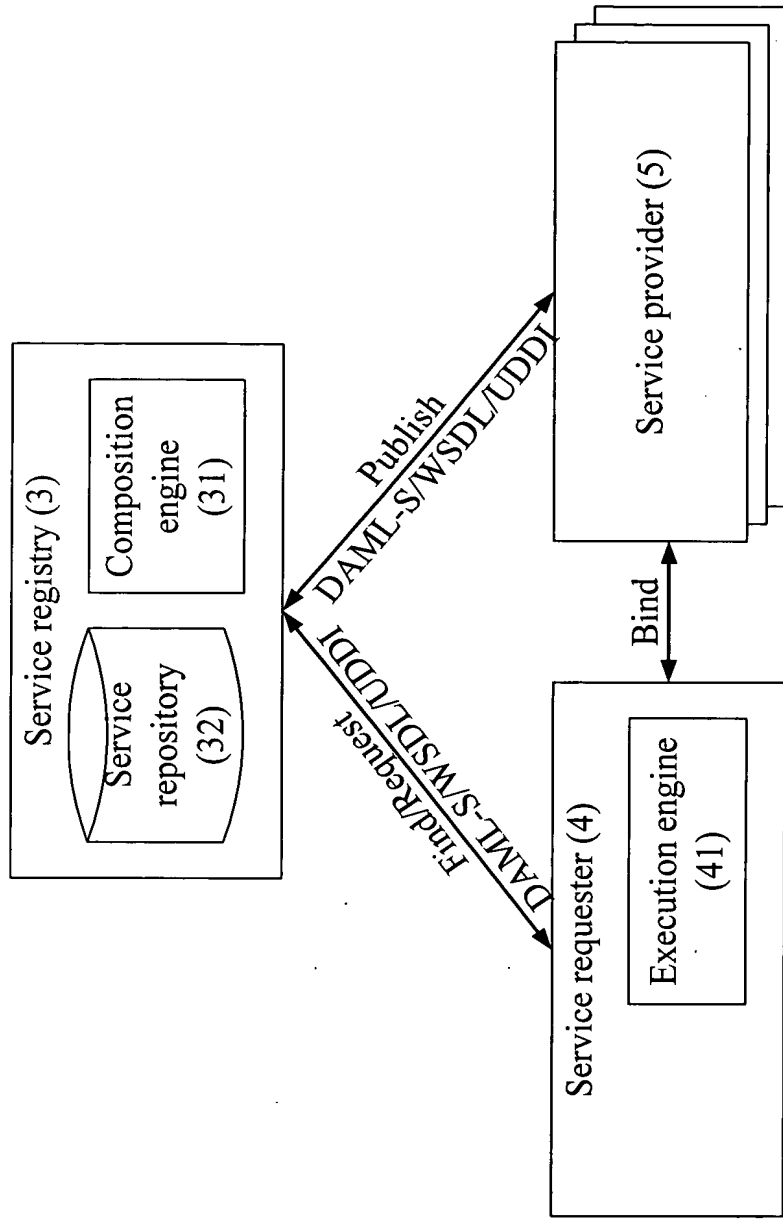 Service registry (3)
Service
repository
(32)
Composition
engine
(31)
Find/Request
DAML-S/WSDL/UDDI
Publish
DAML-S/WSDL/UDDI
Service requester (4)
Execution engine
(41)
Bind
Service provider (5)